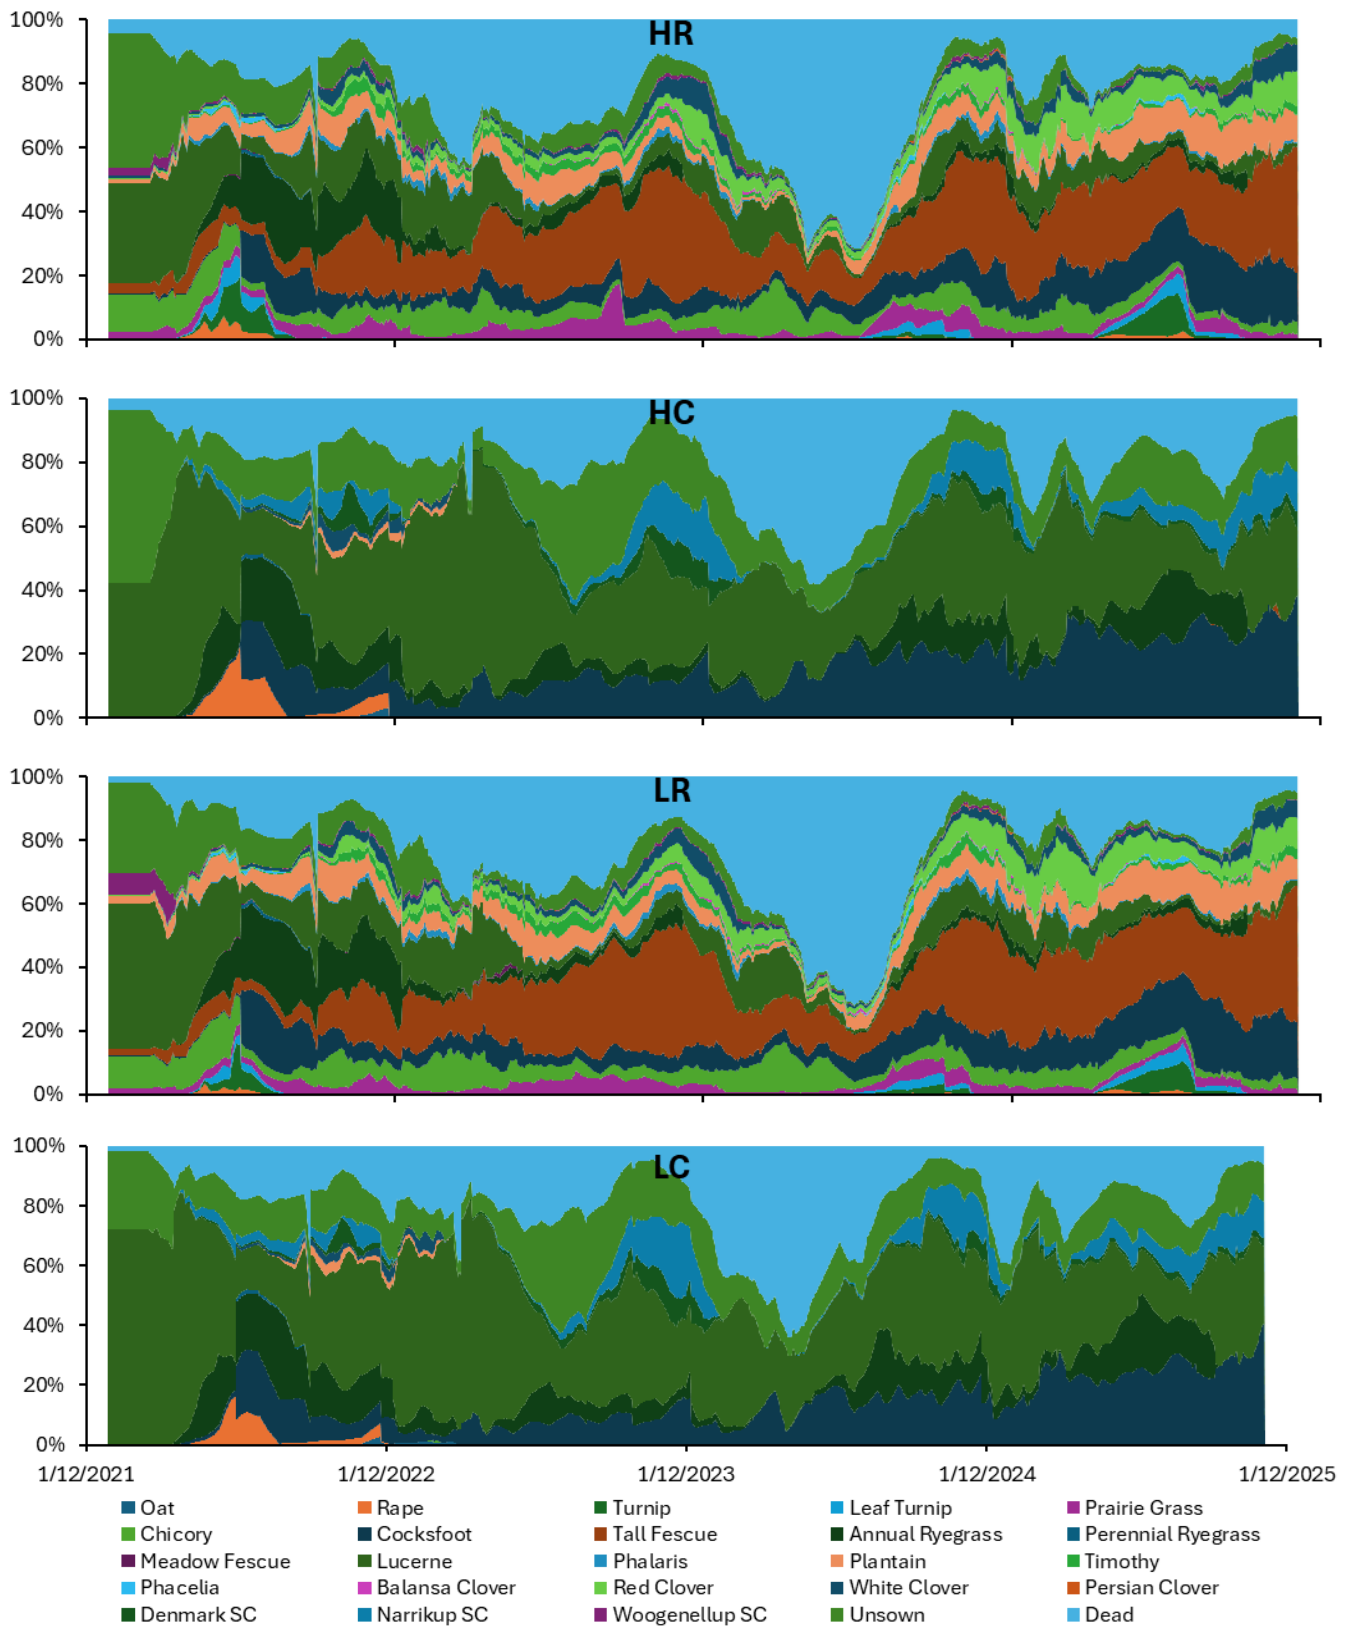 100%
HR
80%
60%
40%
20%
0%
100%
HC
80%
60%
40%
20%
0%
100%
LR
80%
60%
40%
20%
0%
100%
LC
80%
60%
40%
20%
0%
1/12/2021 1/12/2022 1/12/2023 1/12/2024 1/12/2025
Oat Rape Turnip Leaf Turnip Prairie Grass
Chicory Cocksfoot Tall Fescue Annual Ryegrass Perennial Ryegrass
Meadow Fescue Lucerne Phalaris Plantain Timothy
Phacelia Balansa Clover Red Clover White Clover Persian Clover
Denmark SC Narrikup SC Woogenellup SC Unsown Dead